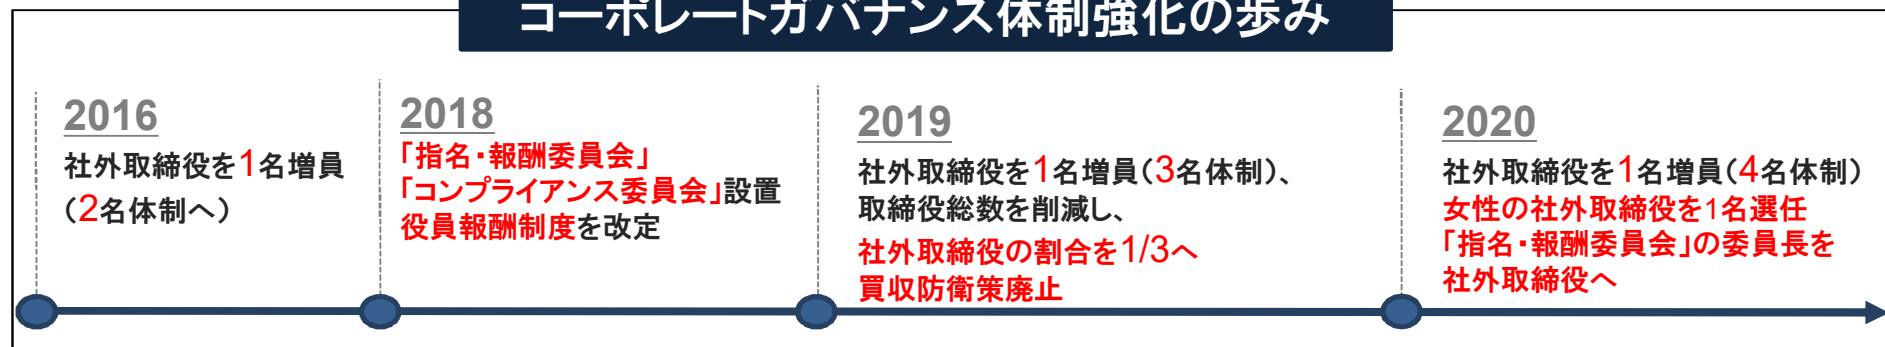 コーポレートガバナンス体制強化の歩み
2016
社外取締役を1名増員
（2名体制へ）
2018
「指名・報酬委員会」
「コンプライアンス委員会」設置
役員報酬制度を改定
2019
社外取締役を1名増員（3名体制）、
取締役総数を削減し、
社外取締役の割合を1/3へ
買収防衛策廃止
2020
社外取締役を1名増員（4名体制）
女性の社外取締役を1名選任
「指名・報酬委員会」の委員長を
社外取締役へ